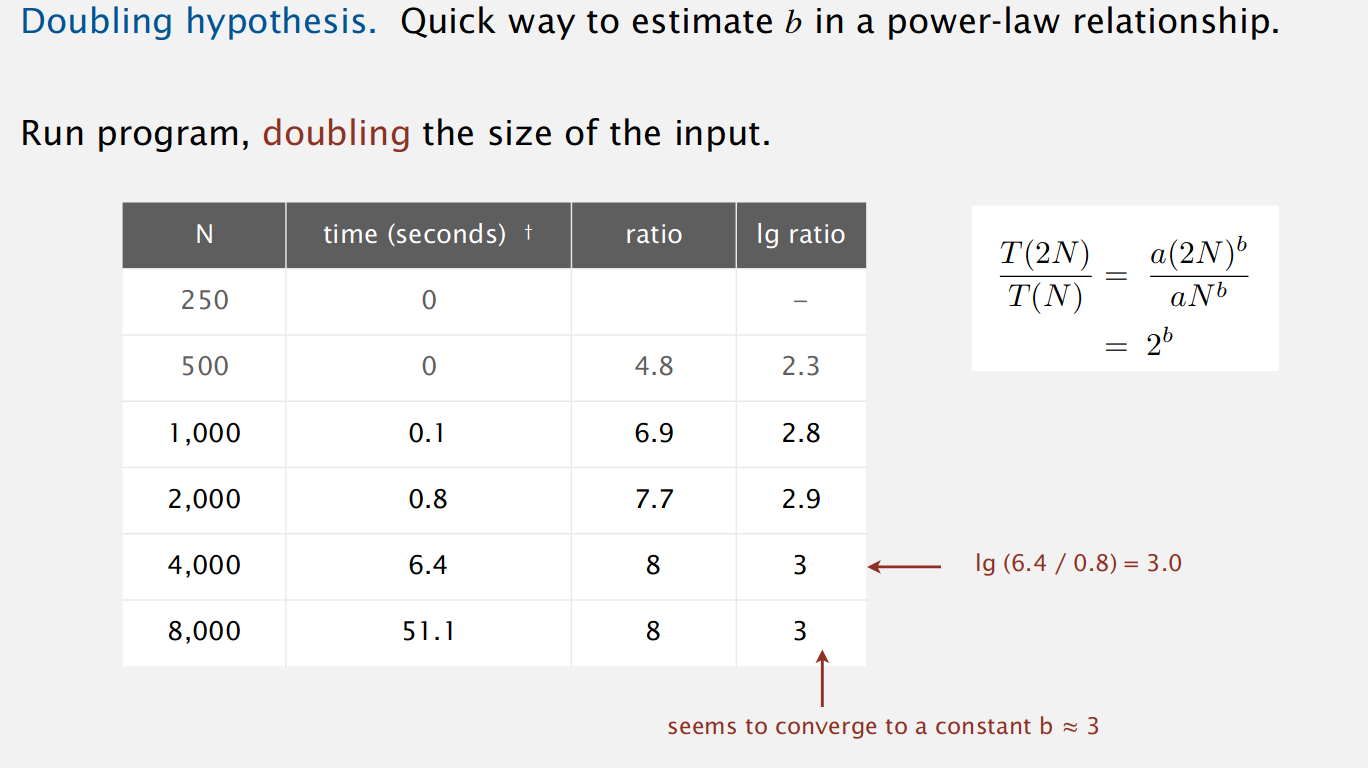 Doubling hypothesis. Quick way to estimate b in a power-law relationship.
Run program, doubling the size of the input.
N time (seconds) † ratio lg ratio
250 0 –
500 0 4.8 2.3
1,000 0.1 6.9 2.8
2,000 0.8 7.7 2.9
4,000 6.4 8 3
8,000 51.1 8 3
T(2N) / T(N) = a(2N)^b / aN^b
= 2^b
lg (6.4 / 0.8) = 3.0
seems to converge to a constant b ≈ 3